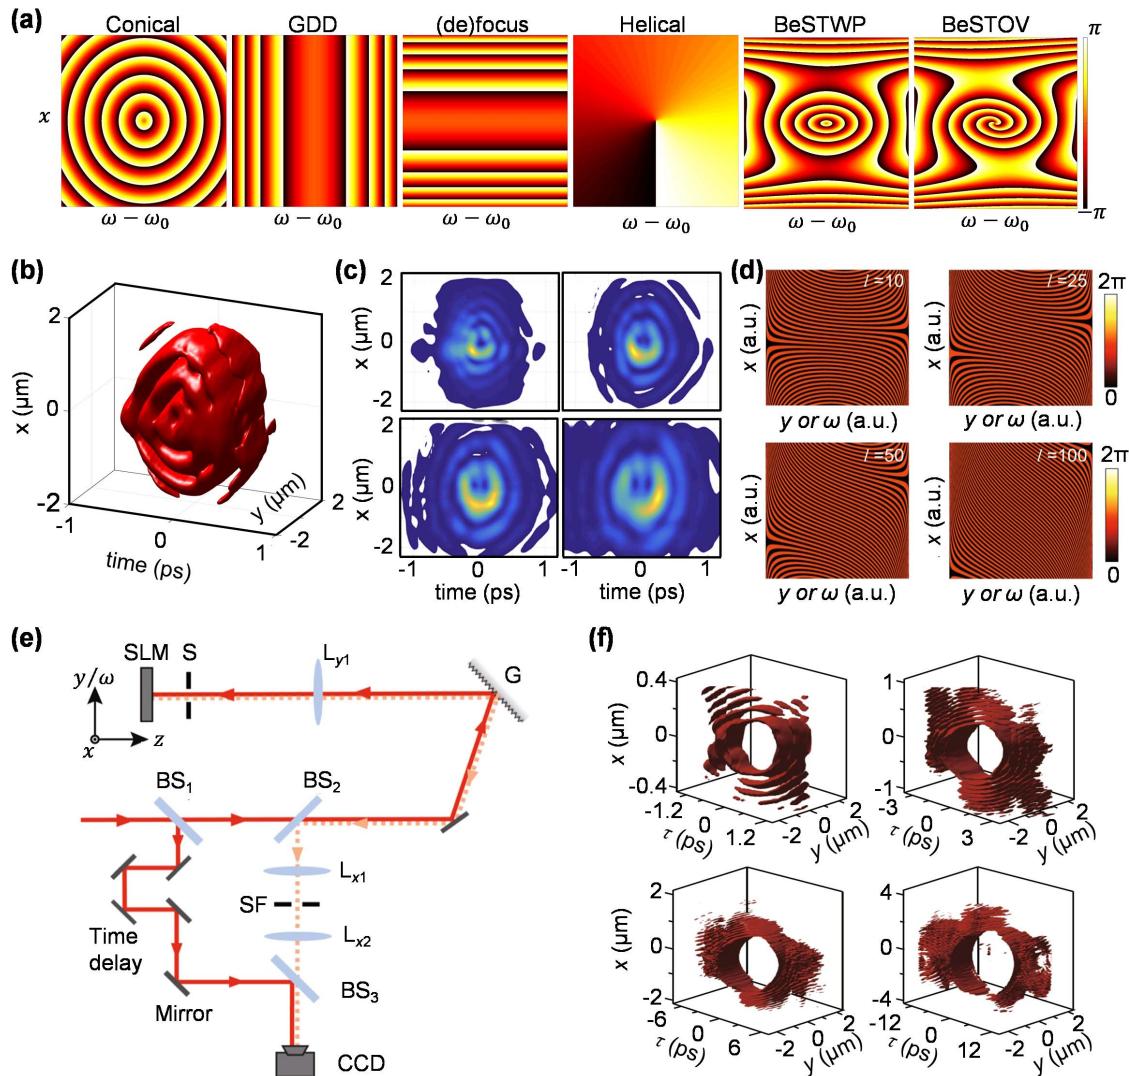 (a)
Conical GDD (de)focus Helical BeSTWP BeSTOV
π
x
−π
ω − ω₀ ω − ω₀ ω − ω₀ ω − ω₀ ω − ω₀ ω − ω₀
(b)
2
x (μm)
0
-2
-1
0
1
time (ps)
-2
0
2
y (μm)
(c)
2
x (μm)
0
-2
2
x (μm)
0
-2
-1 0 1 -1 0 1
time (ps) time (ps)
(d)
l =10 l =25
2π
x (a.u.) x (a.u.)
0
y or ω (a.u.) y or ω (a.u.)
l =50 l =100
2π
x (a.u.) x (a.u.)
0
y or ω (a.u.) y or ω (a.u.)
(e)
SLM S Ly1 G
y/ω
x z
BS1 BS2
Lx1
SF
Time
delay
Lx2
Mirror
BS3
CCD
(f)
0.4
x (μm)
0
-0.4
-1.2
0
1.2
τ (ps)
-2
0
2
y (μm)
1
0
-1
-3
0
3
τ (ps)
-2
0
2
y (μm)
2
x (μm)
0
-2
-6
0
6
τ (ps)
-2
0
2
y (μm)
4
0
-4
-12
0
12
τ (ps)
-2
0
2
y (μm)